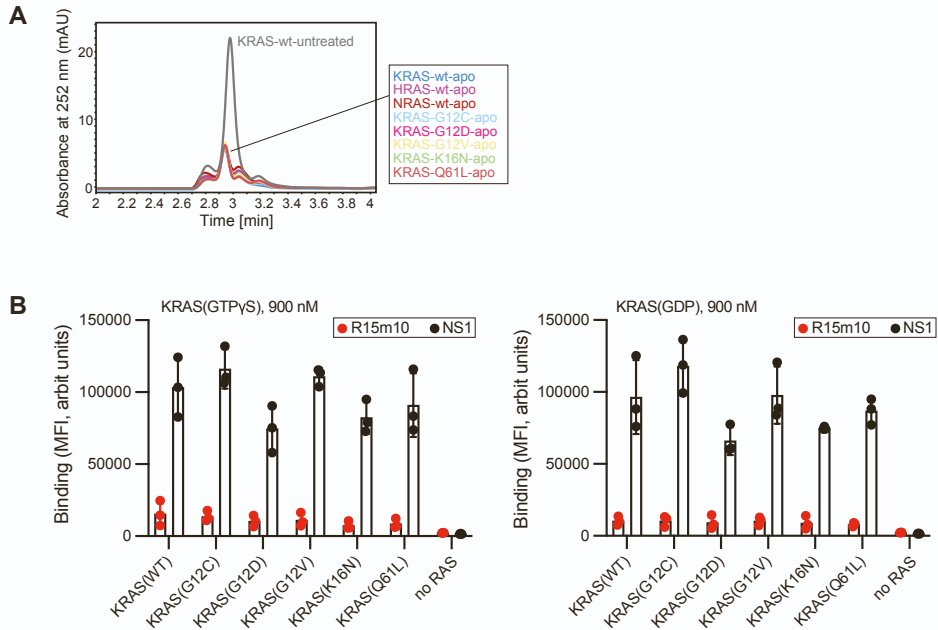 A
Absorbance at 252 nm (mAU)
20
10
0
KRAS-wt-untreated
KRAS-wt-apo
HRAS-wt-apo
NRAS-wt-apo
KRAS-G12C-apo
KRAS-G12D-apo
KRAS-G12V-apo
KRAS-K16N-apo
KRAS-Q61L-apo
2 2.2 2.4 2.6 2.8 3 3.2 3.4 3.6 3.8 4
Time [min]
B
KRAS(GTPγS), 900 nM
R15m10 NS1
Binding (MFI, arbit units)
150000
100000
50000
0
KRAS(WT)
KRAS(G12C)
KRAS(G12D)
KRAS(G12V)
KRAS(K16N)
KRAS(Q61L)
no RAS
KRAS(GDP), 900 nM
R15m10 NS1
Binding (MFI, arbit units)
150000
100000
50000
0
KRAS(WT)
KRAS(G12C)
KRAS(G12D)
KRAS(G12V)
KRAS(K16N)
KRAS(Q61L)
no RAS